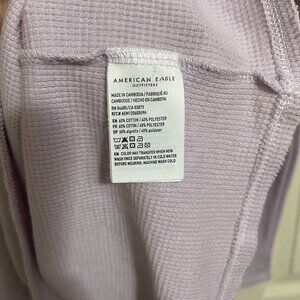 AMERICAN EAGLE
OUTFITTERS
MADE IN CAMBODIA / FABRIQUÉ AU
CAMBODGE / HECHO EN CAMBOYA
EN 60% COTTON / 40% POLYESTER
FR 60% COTON / 40% POLYESTER
SP 60% algodón / 40% poliéster
EN COLOR MAY TRANSFER WHEN NEW
WASH ONCE SEPARATELY IN COLD WATER
BEFORE WEARING. MACHINE WASH COLD